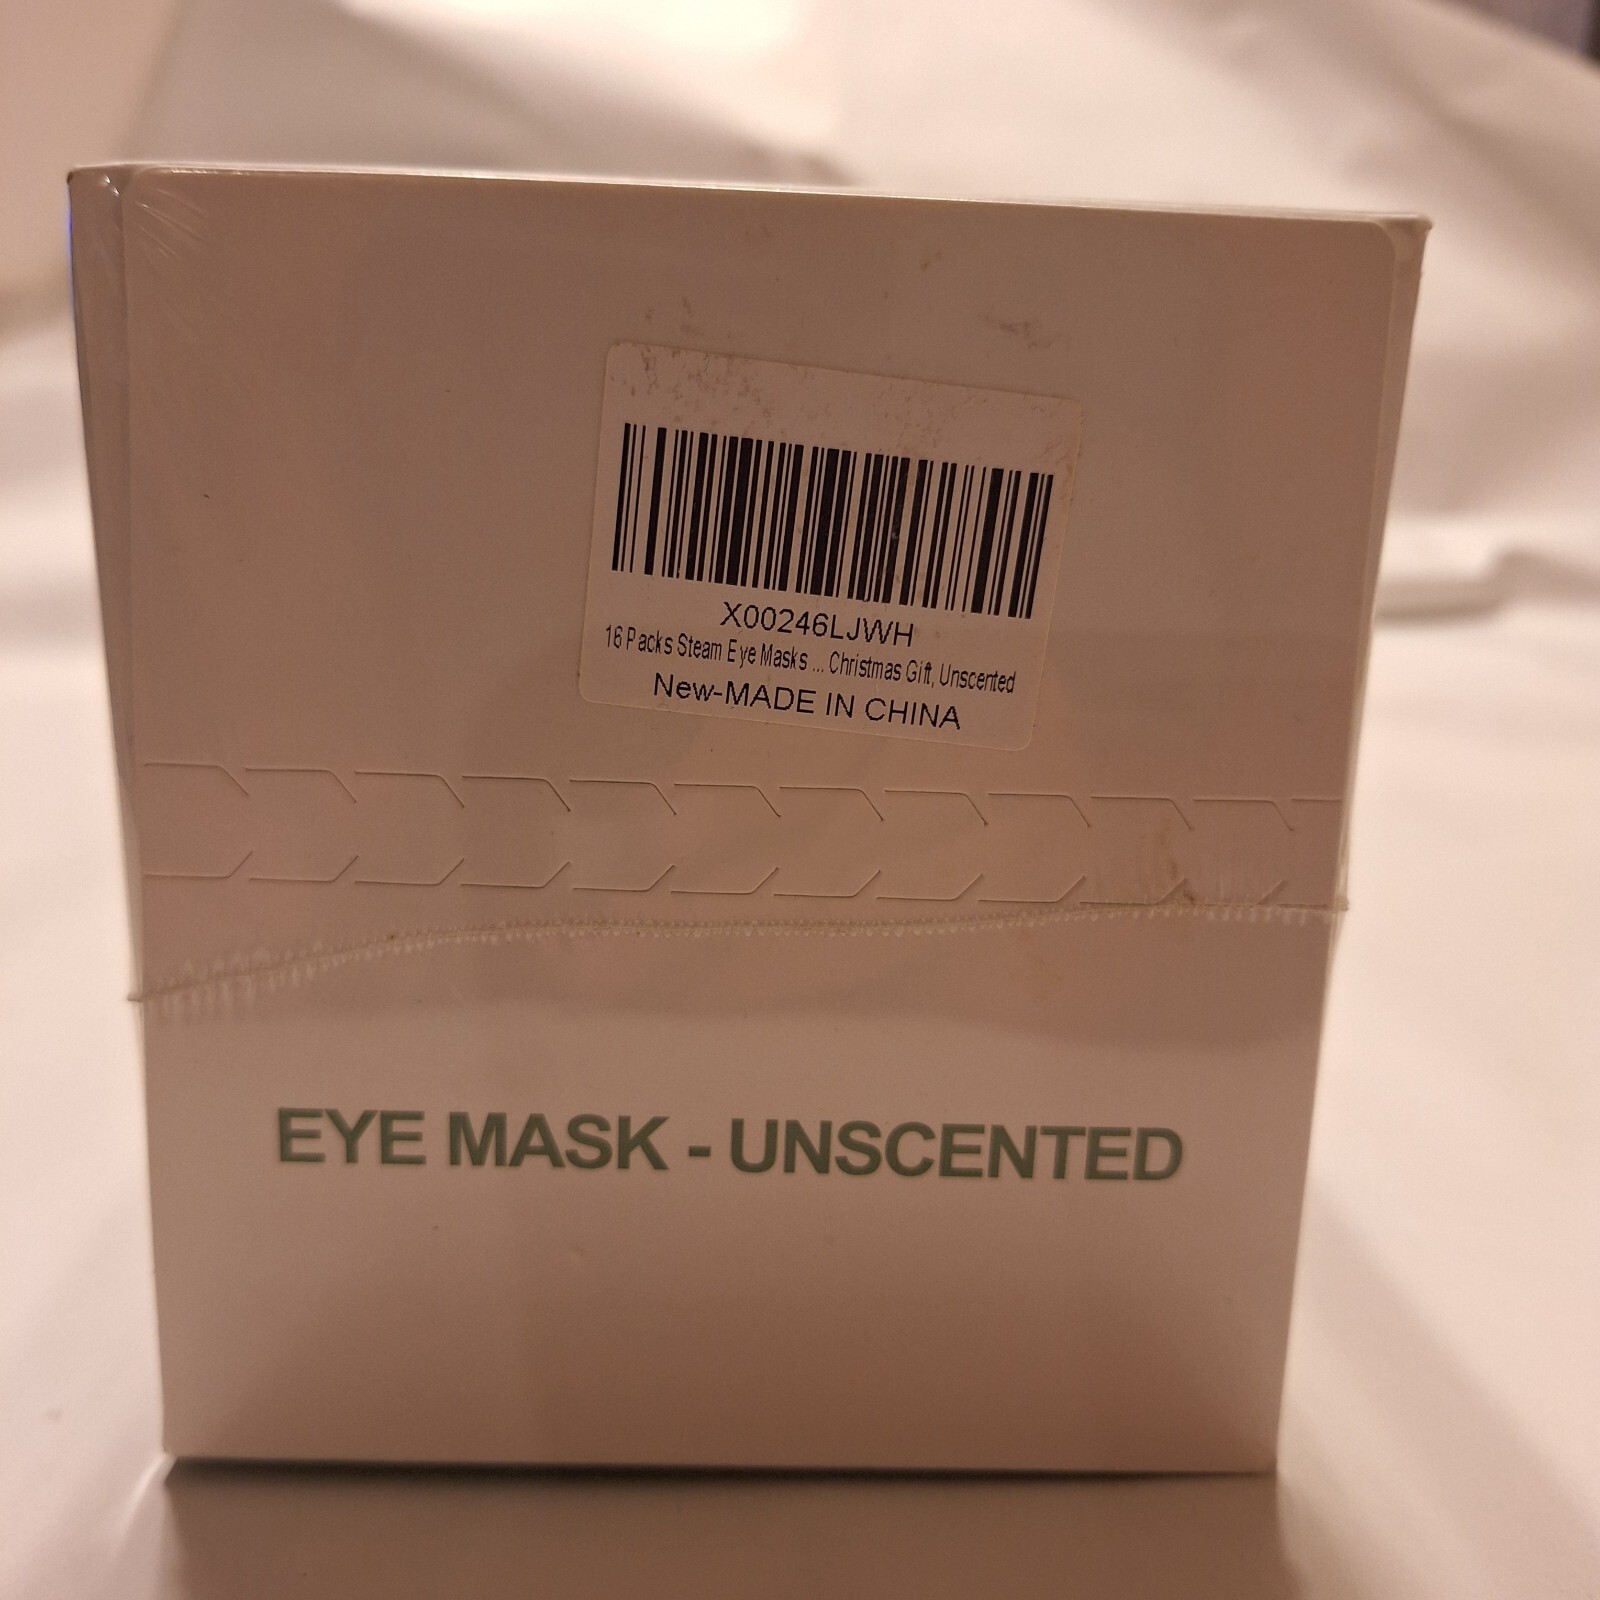 X00246LJWH
16 Packs Steam Eye Masks ... Christmas Gift, Unscented
New-MADE IN CHINA
EYE MASK - UNSCENTED